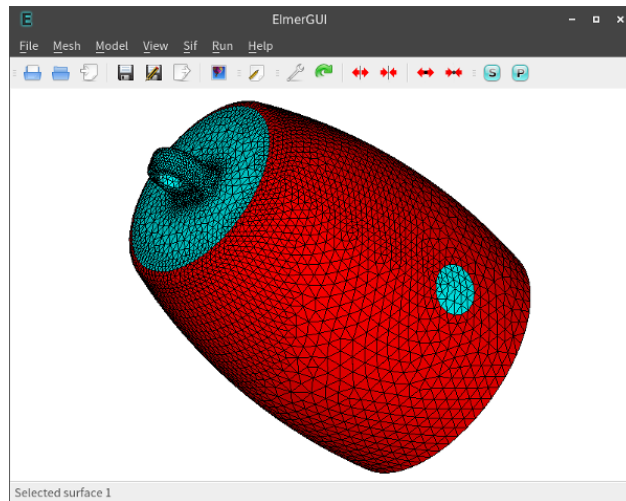 E ElmerGUI
File Mesh Model View Sif Run Help
S P
Selected surface 1